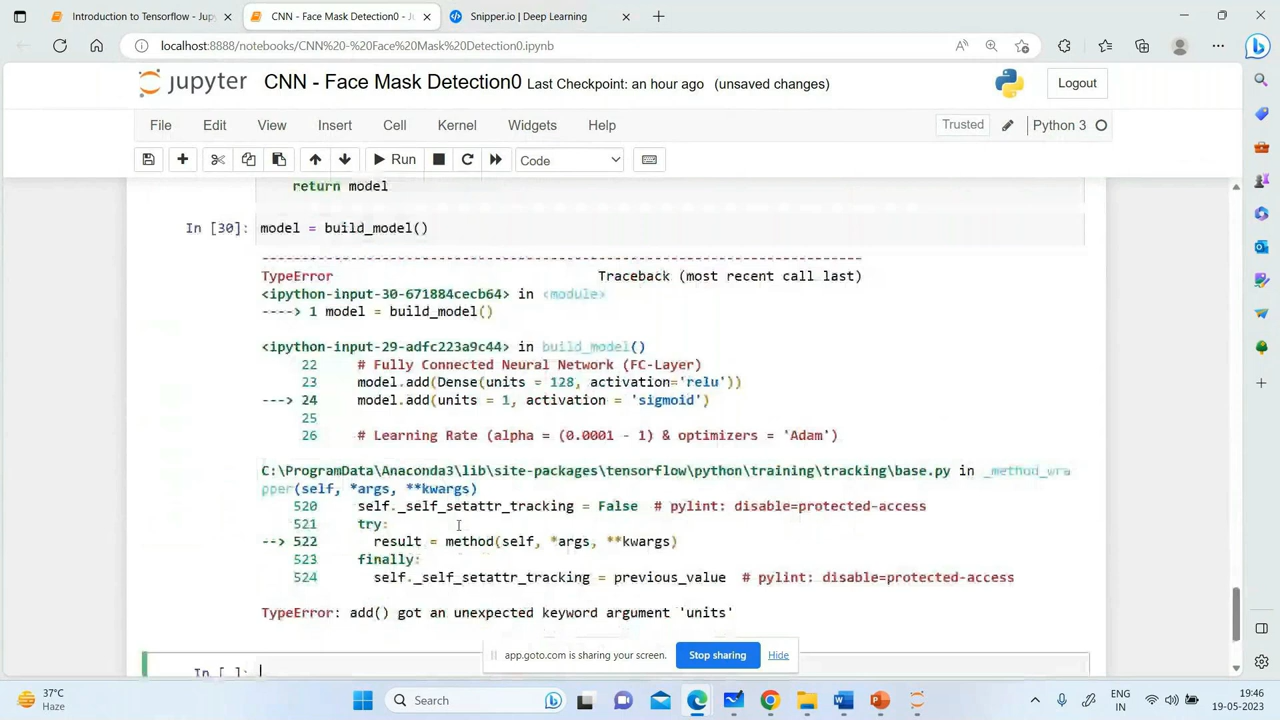 Introduction to Tensorflow - Jup
CNN - Face Mask Detection0 - J
Snipper.io | Deep Learning
localhost:8888/notebooks/CNN%20-%20Face%20Mask%20Detection0.ipynb
jupyter CNN - Face Mask Detection0 Last Checkpoint: an hour ago (unsaved changes)
Logout
File Edit View Insert Cell Kernel Widgets Help
Trusted
Python 3
Run
Code
return model
In [30]: model = build_model()
---------------------------------------------------------------------------
TypeError Traceback (most recent call last)
<ipython-input-30-671884cecb64> in <module>
----> 1 model = build_model()
<ipython-input-29-adfc223a9c44> in build_model()
22 # Fully Connected Neural Network (FC-Layer)
23 model.add(Dense(units = 128, activation='relu'))
---> 24 model.add(units = 1, activation = 'sigmoid')
25
26 # Learning Rate (alpha = (0.0001 - 1) & optimizers = 'Adam')
C:\ProgramData\Anaconda3\lib\site-packages\tensorflow\python\training\tracking\base.py in _method_wra
pper(self, *args, **kwargs)
520 self._self_setattr_tracking = False # pylint: disable=protected-access
521 try:
--> 522 result = method(self, *args, **kwargs)
523 finally:
524 self._self_setattr_tracking = previous_value # pylint: disable=protected-access
TypeError: add() got an unexpected keyword argument 'units'
app.goto.com is sharing your screen. Stop sharing Hide
In [ ]:
37°C
Haze
Search
ENG
IN
19:46
19-05-2023